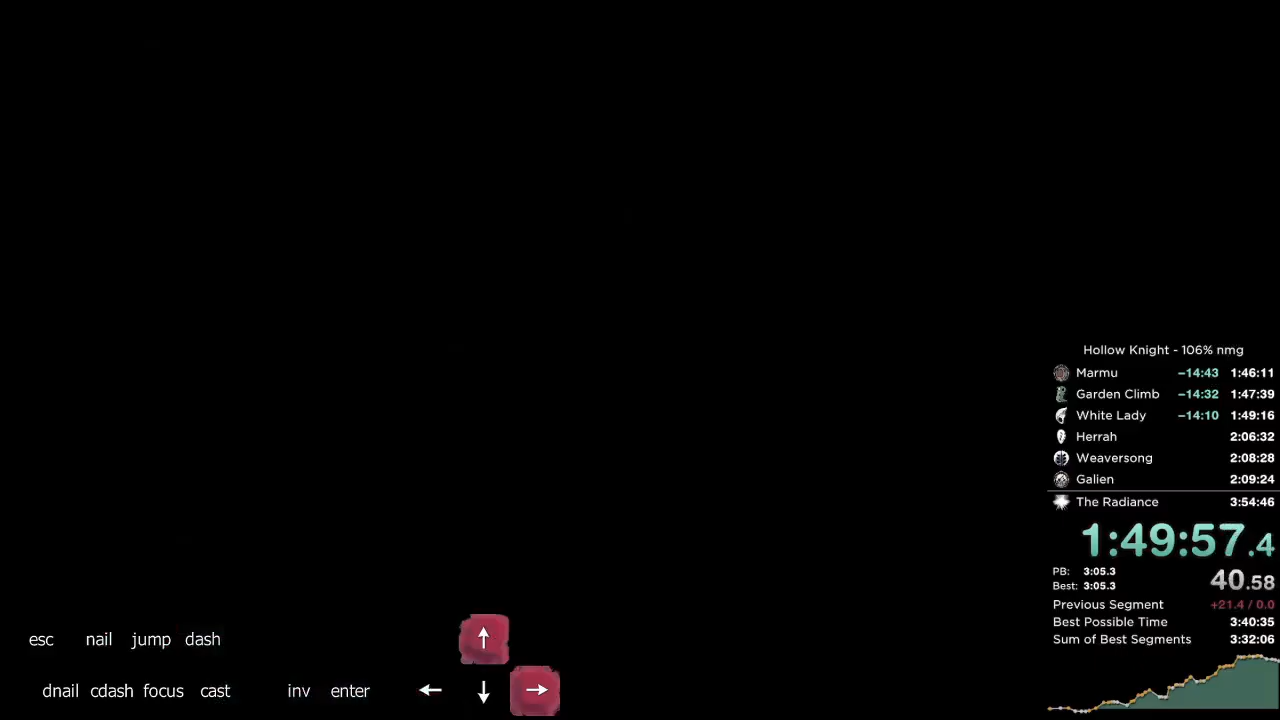 Hollow Knight - 106% nmg
Marmu −14:43 1:46:11
Garden Climb −14:32 1:47:39
White Lady −14:10 1:49:16
Herrah 2:06:32
Weaversong 2:08:28
Galien 2:09:24
The Radiance 3:54:46
1:49:57.4
PB: 3:05.3
Best: 3:05.3
40.58
Previous Segment +21.4 / 0.0
Best Possible Time 3:40:35
Sum of Best Segments 3:32:06
esc nail jump dash ↑
dnail cdash focus cast inv enter ← ↓ →